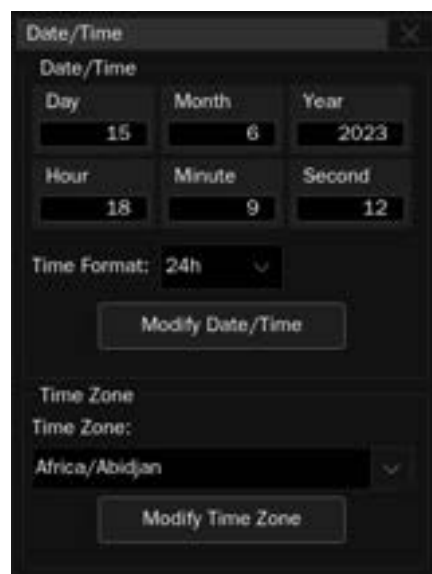 Date/Time
Date/Time
Day Month Year
15 6 2023
Hour Minute Second
18 9 12
Time Format: 24h
Modify Date/Time
Time Zone
Time Zone:
Africa/Abidjan
Modify Time Zone